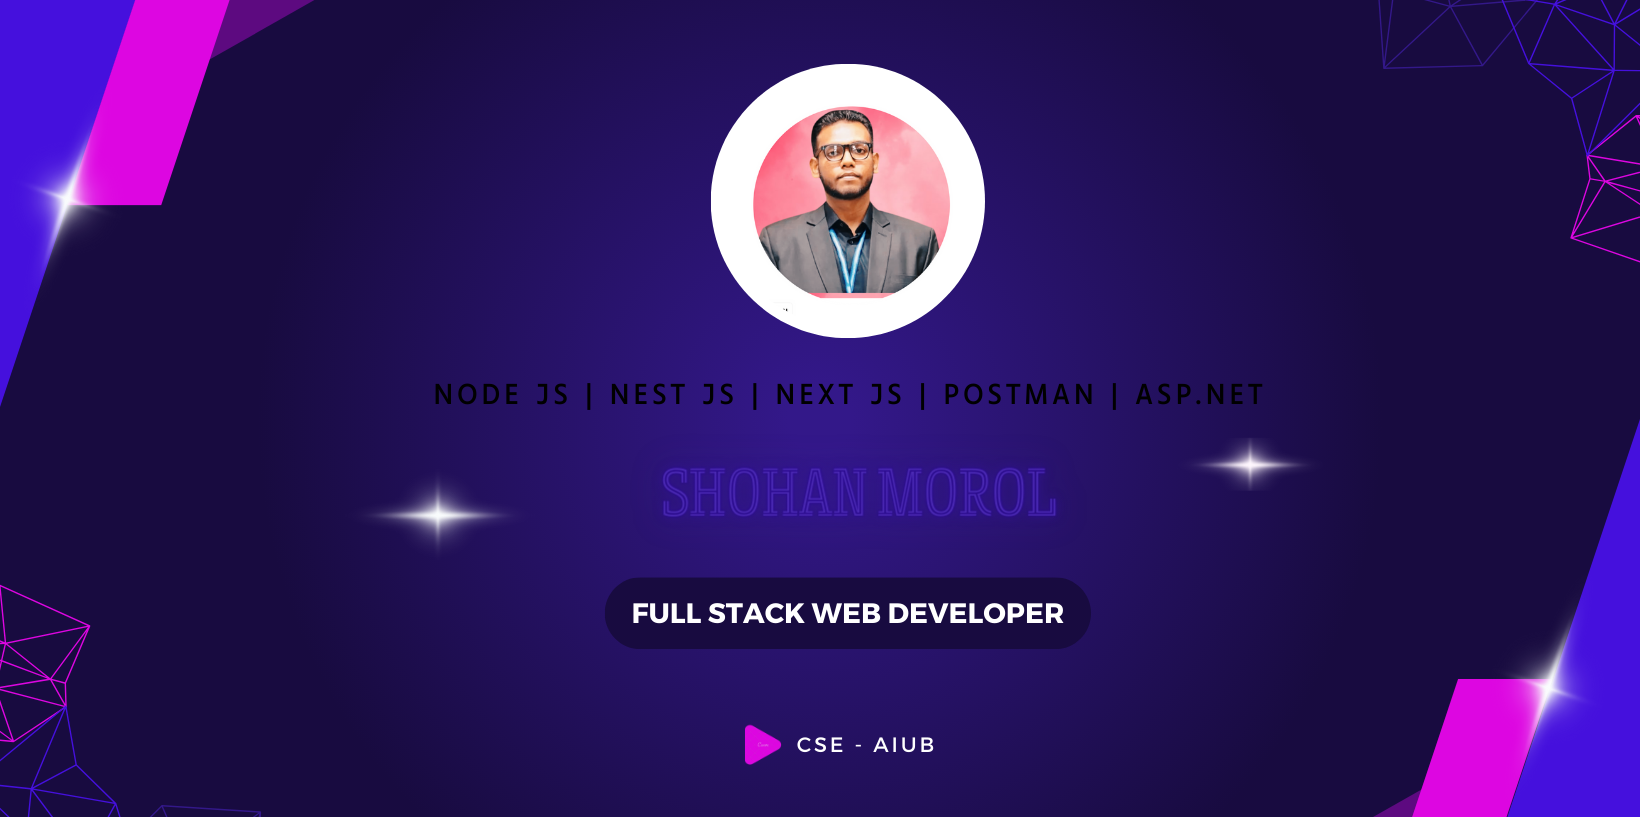 NODE JS | NEST JS | NEXT JS | POSTMAN | ASP.NET
SHOHAN MOROL
FULL STACK WEB DEVELOPER
CSE - AIUB